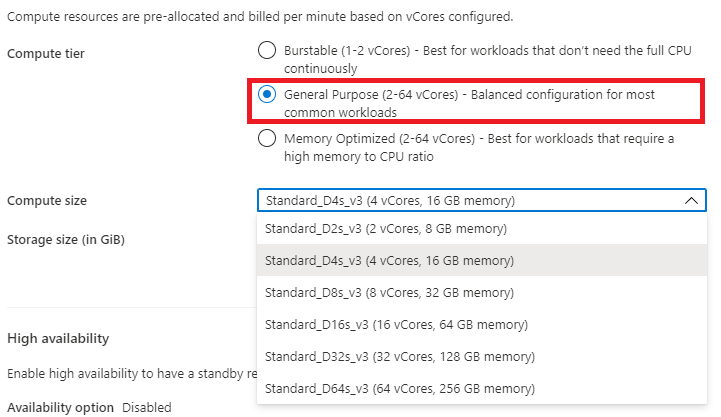 Compute resources are pre-allocated and billed per minute based on vCores configured.
Compute tier
Burstable (1-2 vCores) - Best for workloads that don't need the full CPU
continuously
General Purpose (2-64 vCores) - Balanced configuration for most
common workloads
Memory Optimized (2-64 vCores) - Best for workloads that require a
high memory to CPU ratio
Compute size
Standard_D4s_v3 (4 vCores, 16 GB memory)
Storage size (in GiB)
Standard_D2s_v3 (2 vCores, 8 GB memory)
Standard_D4s_v3 (4 vCores, 16 GB memory)
Standard_D8s_v3 (8 vCores, 32 GB memory)
Standard_D16s_v3 (16 vCores, 64 GB memory)
Standard_D32s_v3 (32 vCores, 128 GB memory)
Standard_D64s_v3 (64 vCores, 256 GB memory)
High availability
Enable high availability to have a standby re
Availability option Disabled